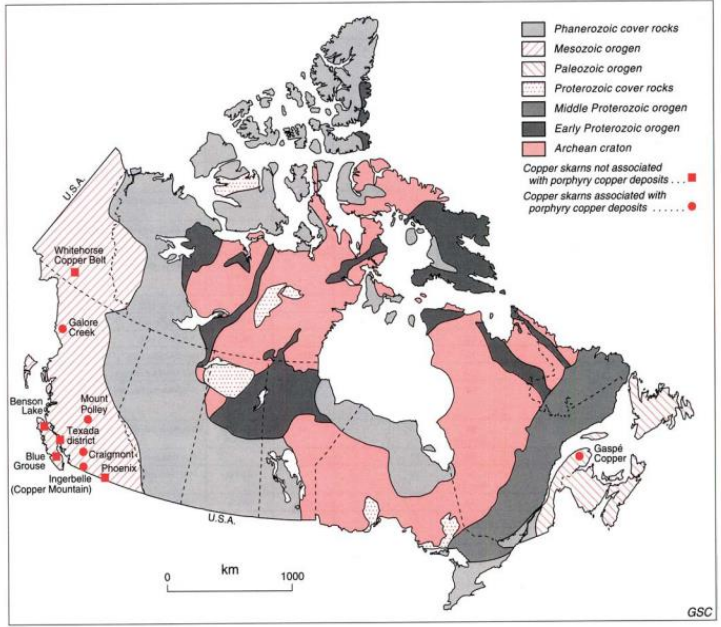 Phanerozoic cover rocks
Mesozoic orogen
Paleozoic orogen
Proterozoic cover rocks
Middle Proterozoic orogen
Early Proterozoic orogen
Archean craton
Copper skarns not associated
with porphyry copper deposits . . .
Copper skarns associated with
porphyry copper deposits . . . . . .
U.S.A.
Whitehorse
Copper Belt
Galore
Creek
Benson
Lake
Mount
Polley
Texada
district
Craigmont
Blue
Grouse
Phoenix
Ingerbelle
(Copper Mountain)
Gaspé
Copper
U.S.A.
km
0 1000
GSC